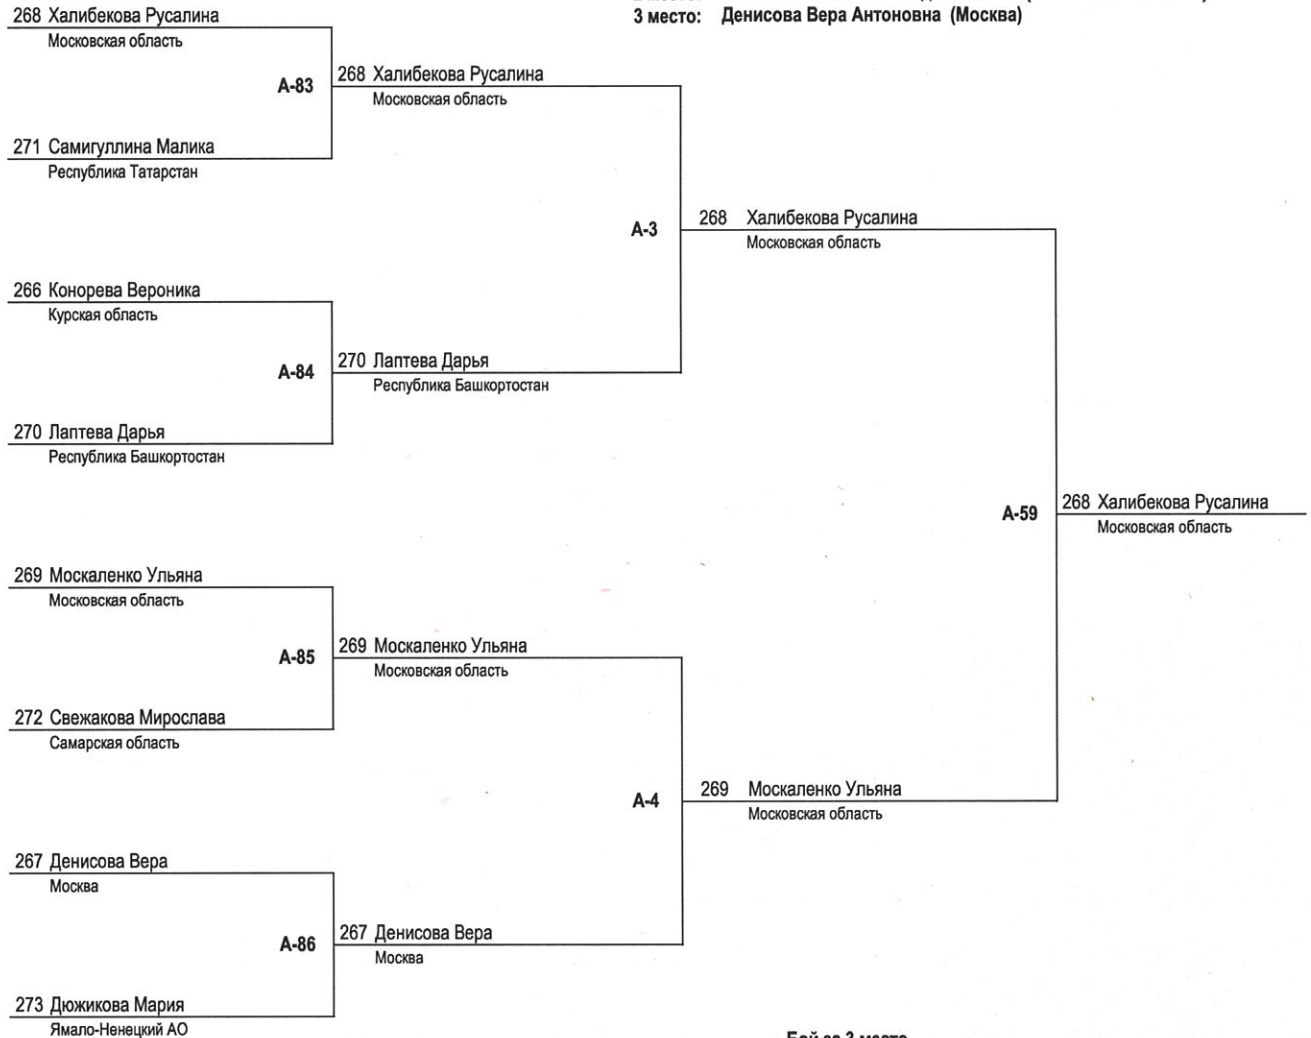 268 Халибекова Русалина
3 место: Денисова Вера Антоновна (Москва)
Московская область
А-83
268 Халибекова Русалина
Московская область
271 Самигуллина Малика
Республика Татарстан
А-3
268 Халибекова Русалина
Московская область
266 Конорева Вероника
Курская область
А-84
270 Лаптева Дарья
Республика Башкортостан
270 Лаптева Дарья
Республика Башкортостан
А-59
268 Халибекова Русалина
Московская область
269 Москаленко Ульяна
Московская область
А-85
269 Москаленко Ульяна
Московская область
272 Свежакова Мирослава
Самарская область
А-4
269 Москаленко Ульяна
Московская область
267 Денисова Вера
Москва
А-86
267 Денисова Вера
Москва
273 Дюжикова Мария
Ямало-Ненецкий АО
Бой за 3 место